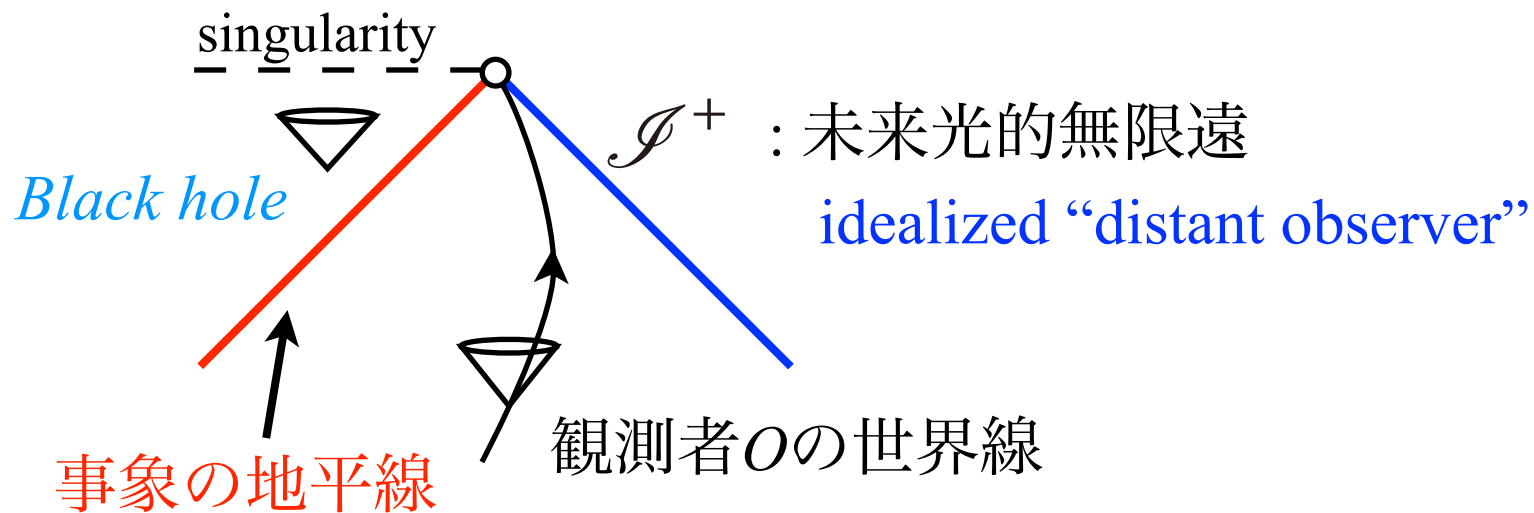 singularity
ℐ⁺ : 未来光的無限遠
Black hole
idealized “distant observer”
観測者Oの世界線
事象の地平線